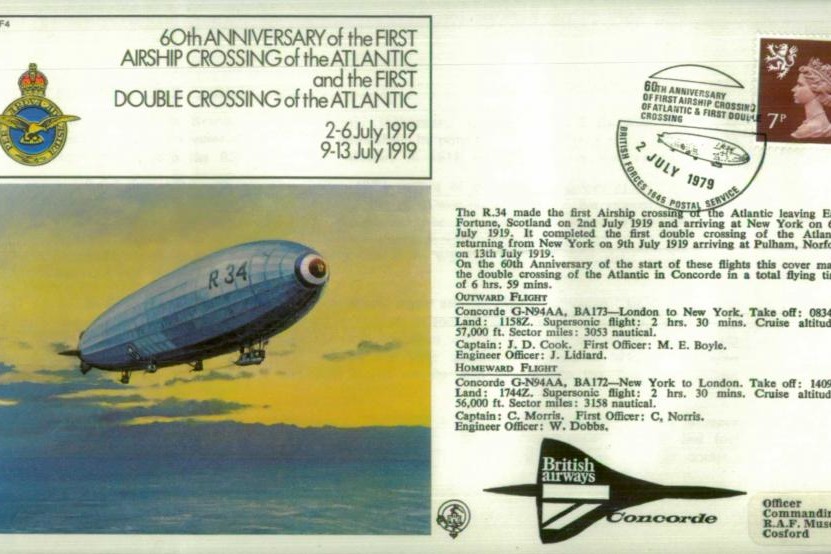 F4
60th ANNIVERSARY of the FIRST
AIRSHIP CROSSING of the ATLANTIC
and the FIRST
DOUBLE CROSSING of the ATLANTIC
2-6 July 1919
9-13 July 1919
R 34
60TH ANNIVERSARY
OF FIRST AIRSHIP CROSSING
OF ATLANTIC & FIRST DOUBLE
CROSSING
2 JULY 1979
BRITISH FORCES 1645 POSTAL SERVICE
7P
The R.34 made the first Airship crossing of the Atlantic leaving E
Fortune, Scotland on 2nd July 1919 and arriving at New York on
July 1919. It completed the first double crossing of the Atlan
returning from New York on 9th July 1919 arriving at Pulham, Norfo
on 13th July 1919.
On the 60th Anniversary of the start of these flights this cover ma
the double crossing of the Atlantic in Concorde in a total flying ti
of 6 hrs. 59 mins.
OUTWARD FLIGHT
Concorde G-N94AA, BA173—London to New York. Take off: 0834
Land: 1158Z. Supersonic flight: 2 hrs. 30 mins. Cruise altitud
57,000 ft. Sector miles: 3053 nautical.
Captain: J. D. Cook. First Officer: M. E. Boyle.
Engineer Officer: J. Lidiard.
HOMEWARD FLIGHT
Concorde G-N94AA, BA172—New York to London. Take off: 1409
Land: 1744Z. Supersonic flight: 2 hrs. 30 mins. Cruise altitud
56,000 ft. Sector miles: 3158 nautical.
Captain: C. Morris. First Officer: C, Norris.
Engineer Officer: W. Dobbs.
British
airways
Concorde
Officer
Commandin
R.A.F. Muse
Cosford